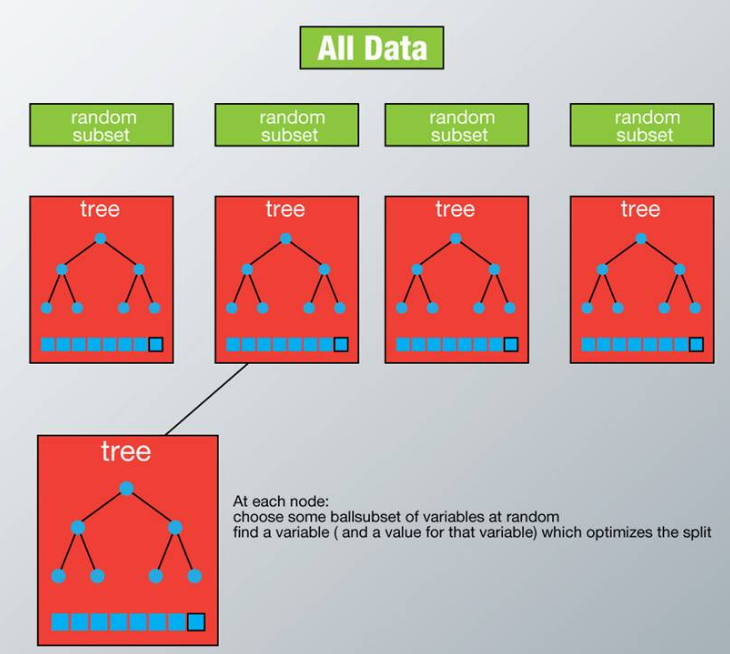 All Data
random
subset
random
subset
random
subset
random
subset
tree
tree
tree
tree
tree
At each node:
choose some ballsubset of variables at random
find a variable ( and a value for that variable) which optimizes the split